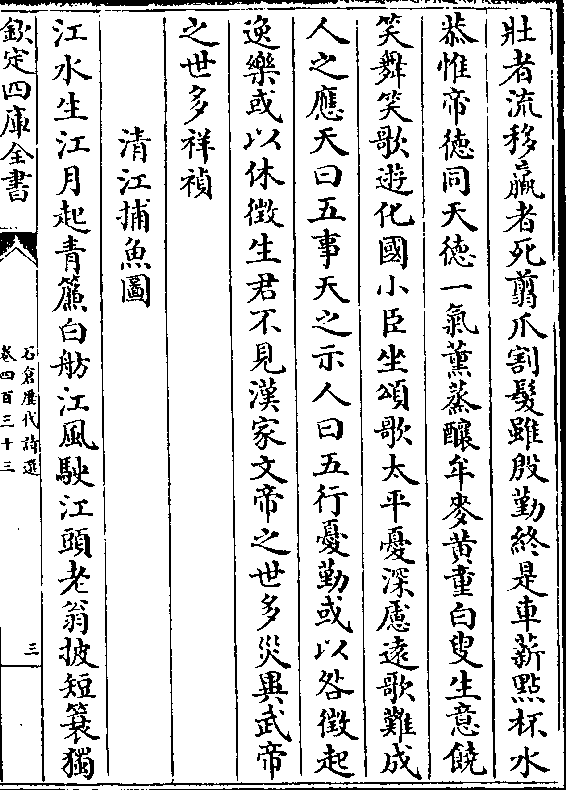 壯者流移羸者死翦爪割髮雖殷勤終是車薪點杯水
恭惟帝徳同天徳一氣薫蒸釀牟麥黄童白叟生意饒
笑舞笑歌遊化國小臣坐頌歌太平憂深慮遠歌難成
人之應天曰五事天之示人曰五行憂勤或以咎徴起
逸樂或以休徴生君不見漢家文帝之世多災異武帝
之世多祥禎
清江捕魚圖
江水生江月起青簾白舫江風駛江頭老翁披短簑獨
欽定四庫全書
石倉歴代詩選
卷四百三十三
三